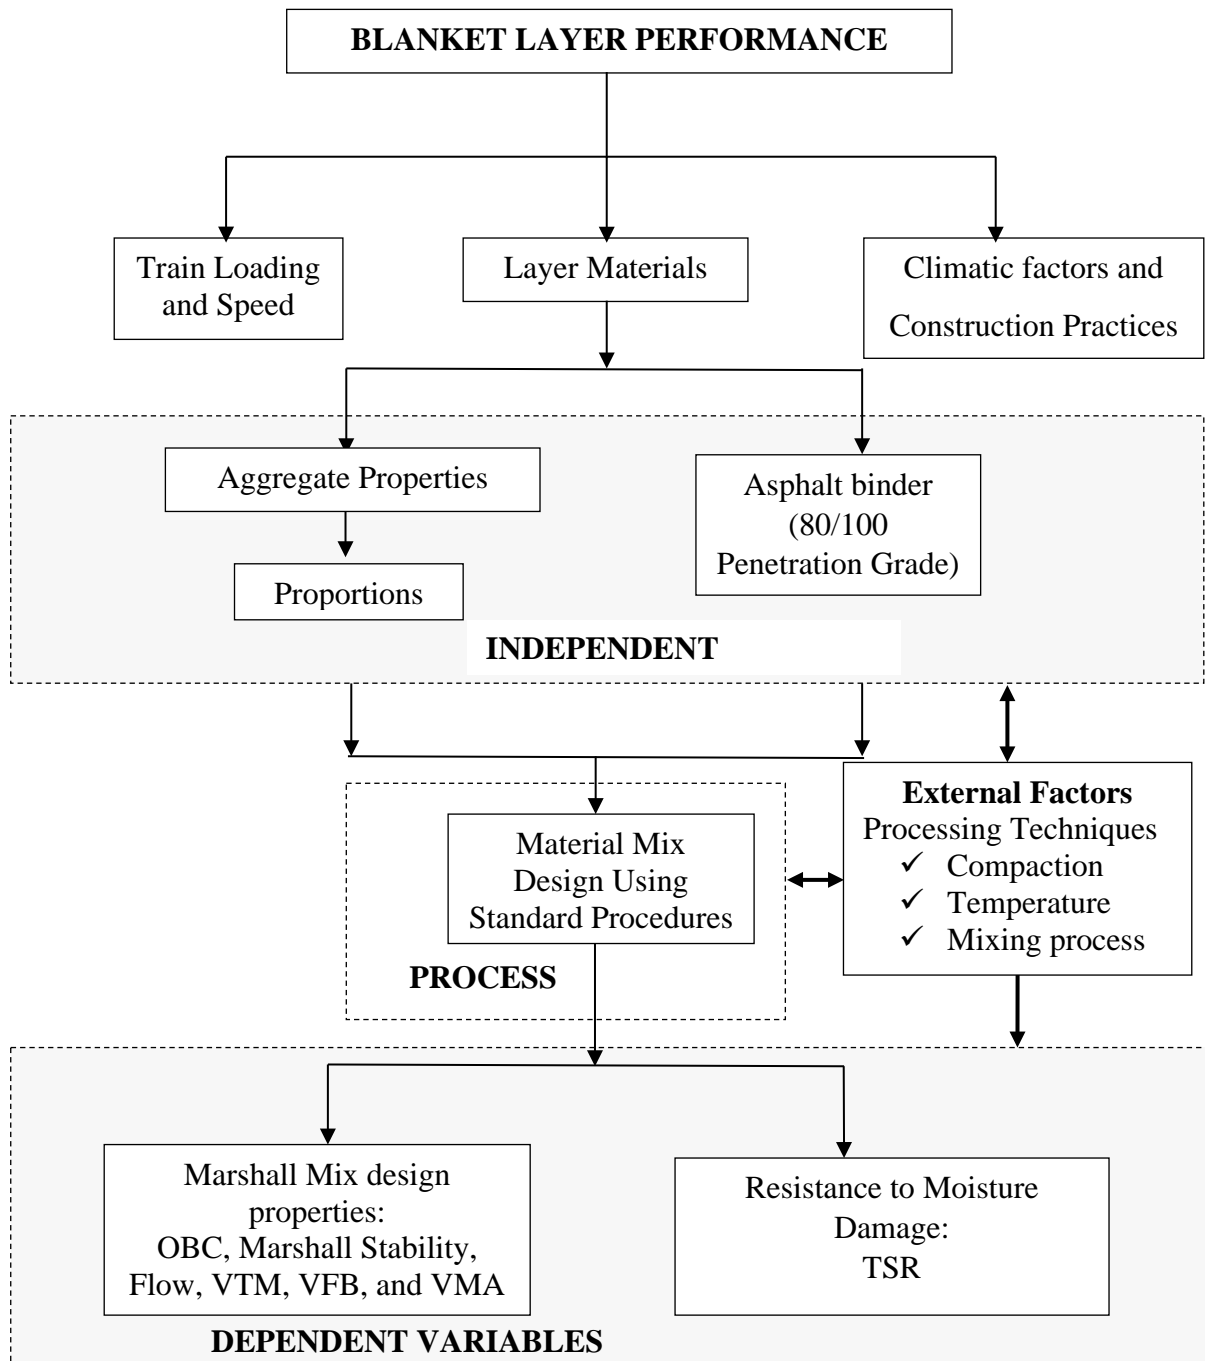 BLANKET LAYER PERFORMANCE
Train Loading
and Speed
Layer Materials
Climatic factors and
Construction Practices
Aggregate Properties
Proportions
Asphalt binder
(80/100
Penetration Grade)
INDEPENDENT
Material Mix
Design Using
Standard Procedures
PROCESS
External Factors
Processing Techniques
✓ Compaction
✓ Temperature
✓ Mixing process
Marshall Mix design
properties:
OBC, Marshall Stability,
Flow, VTM, VFB, and VMA
Resistance to Moisture
Damage:
TSR
DEPENDENT VARIABLES